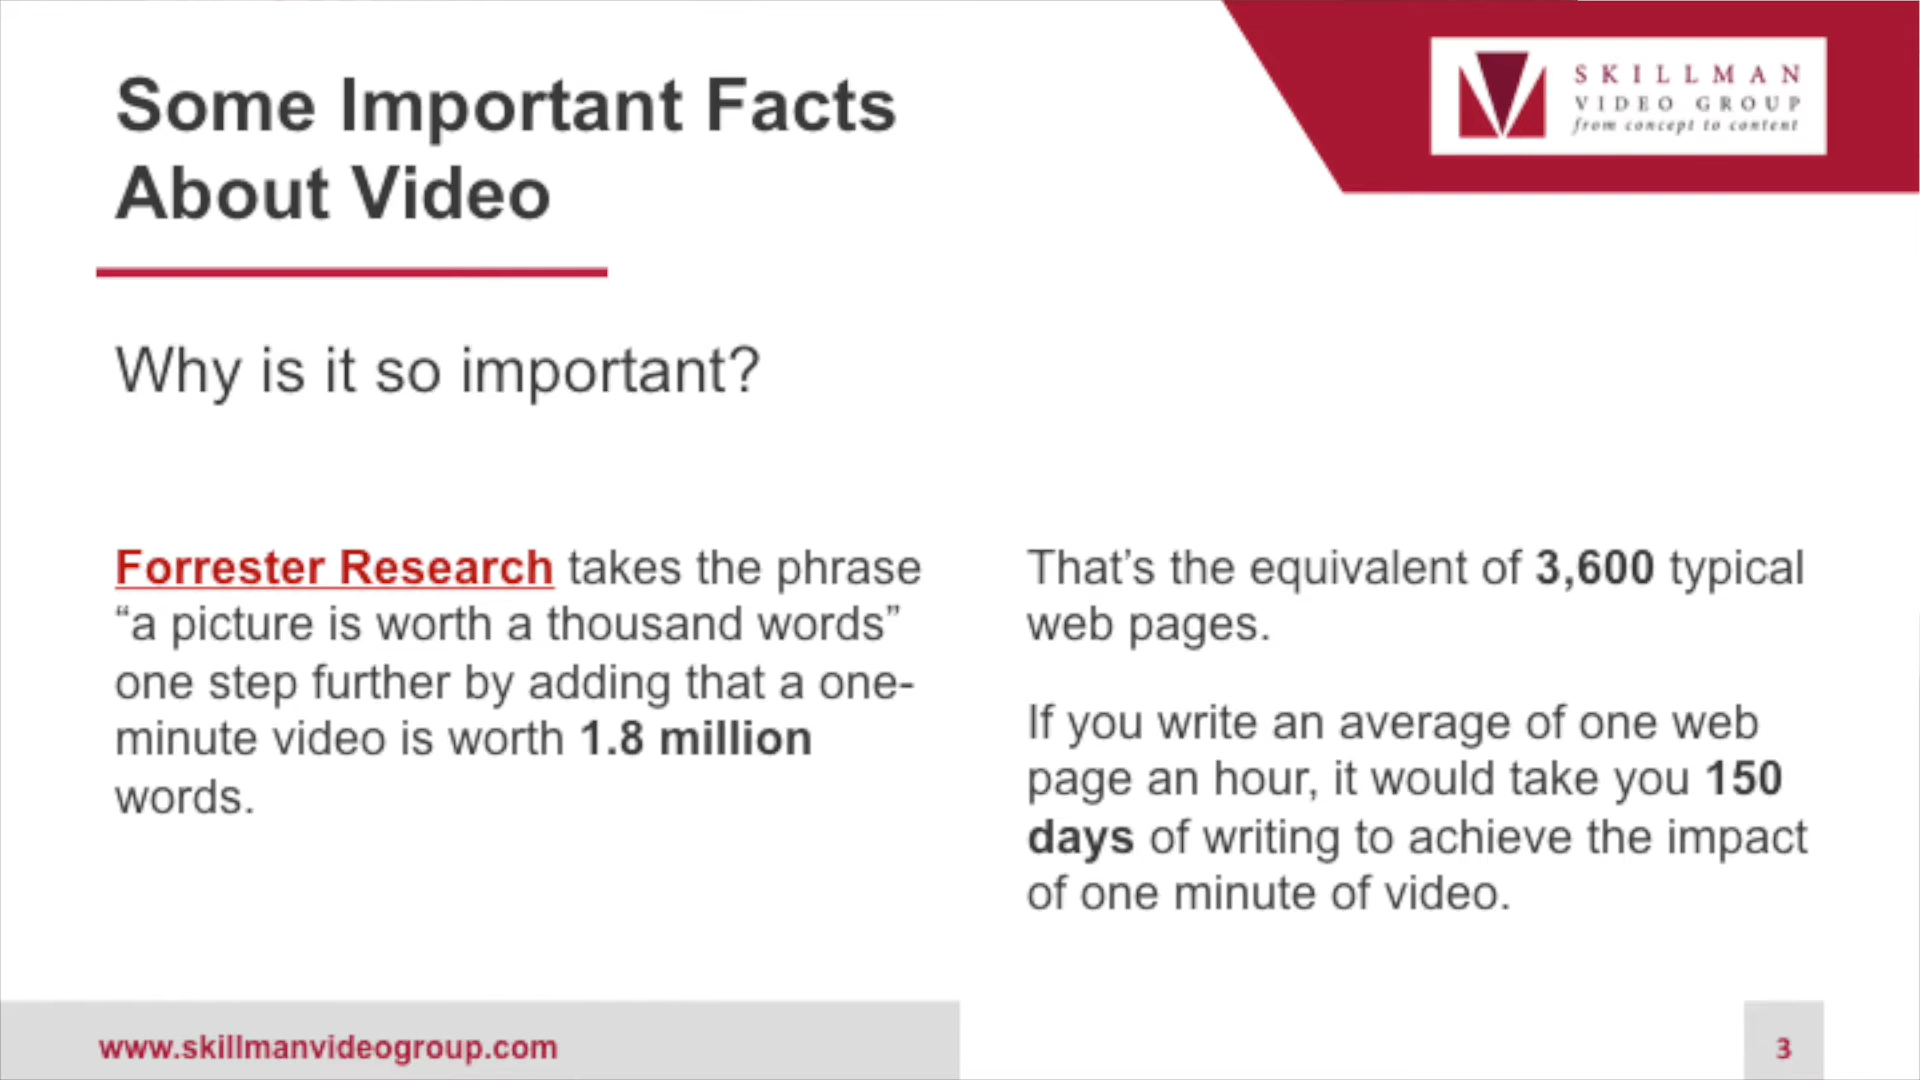 Some Important Facts
About Video
SKILLMAN
VIDEO GROUP
from concept to content
Why is it so important?
Forrester Research takes the phrase
“a picture is worth a thousand words”
one step further by adding that a one-
minute video is worth 1.8 million
words.
That’s the equivalent of 3,600 typical
web pages.
If you write an average of one web
page an hour, it would take you 150
days of writing to achieve the impact
of one minute of video.
www.skillmanvideogroup.com
3